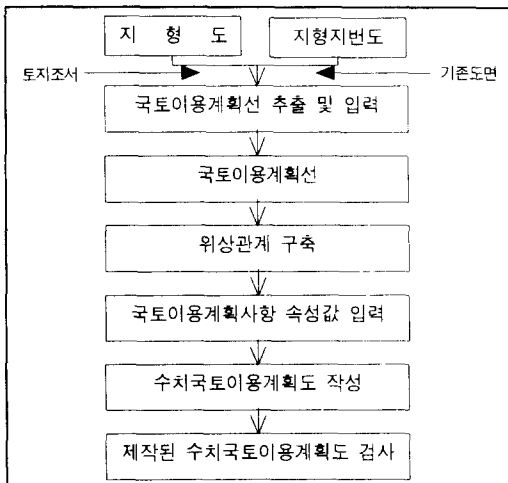 지 형 도
지형지번도
토지조서
기존도면
국토이용계획선 추출 및 입력
국토이용계획선
위상관계 구축
국토이용계획사항 속성값 입력
수치국토이용계획도 작성
제작된 수치국토이용계획도 검사